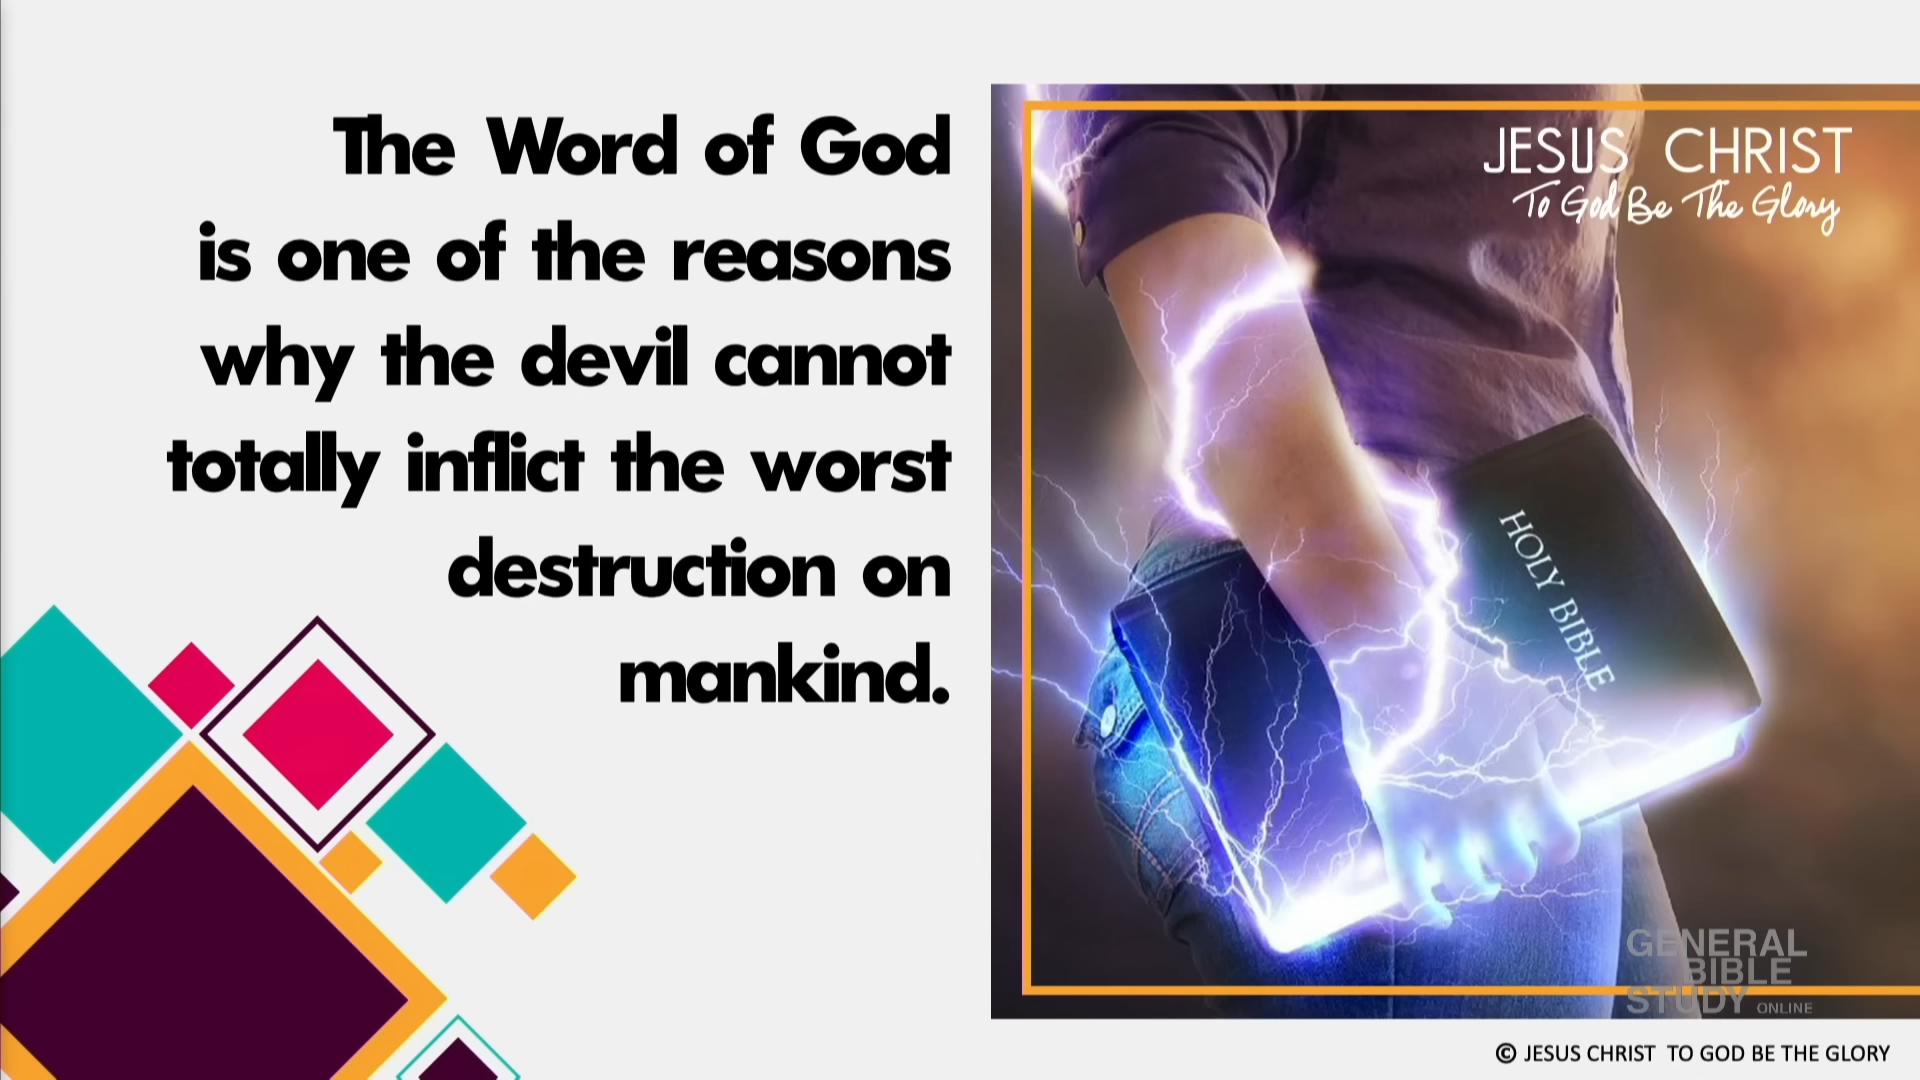 The Word of God
is one of the reasons
why the devil cannot
totally inflict the worst
destruction on
mankind.
JESUS CHRIST
To God Be The Glory
HOLY BIBLE
GENERAL
BIBLE
STUDY ONLINE
© JESUS CHRIST TO GOD BE THE GLORY